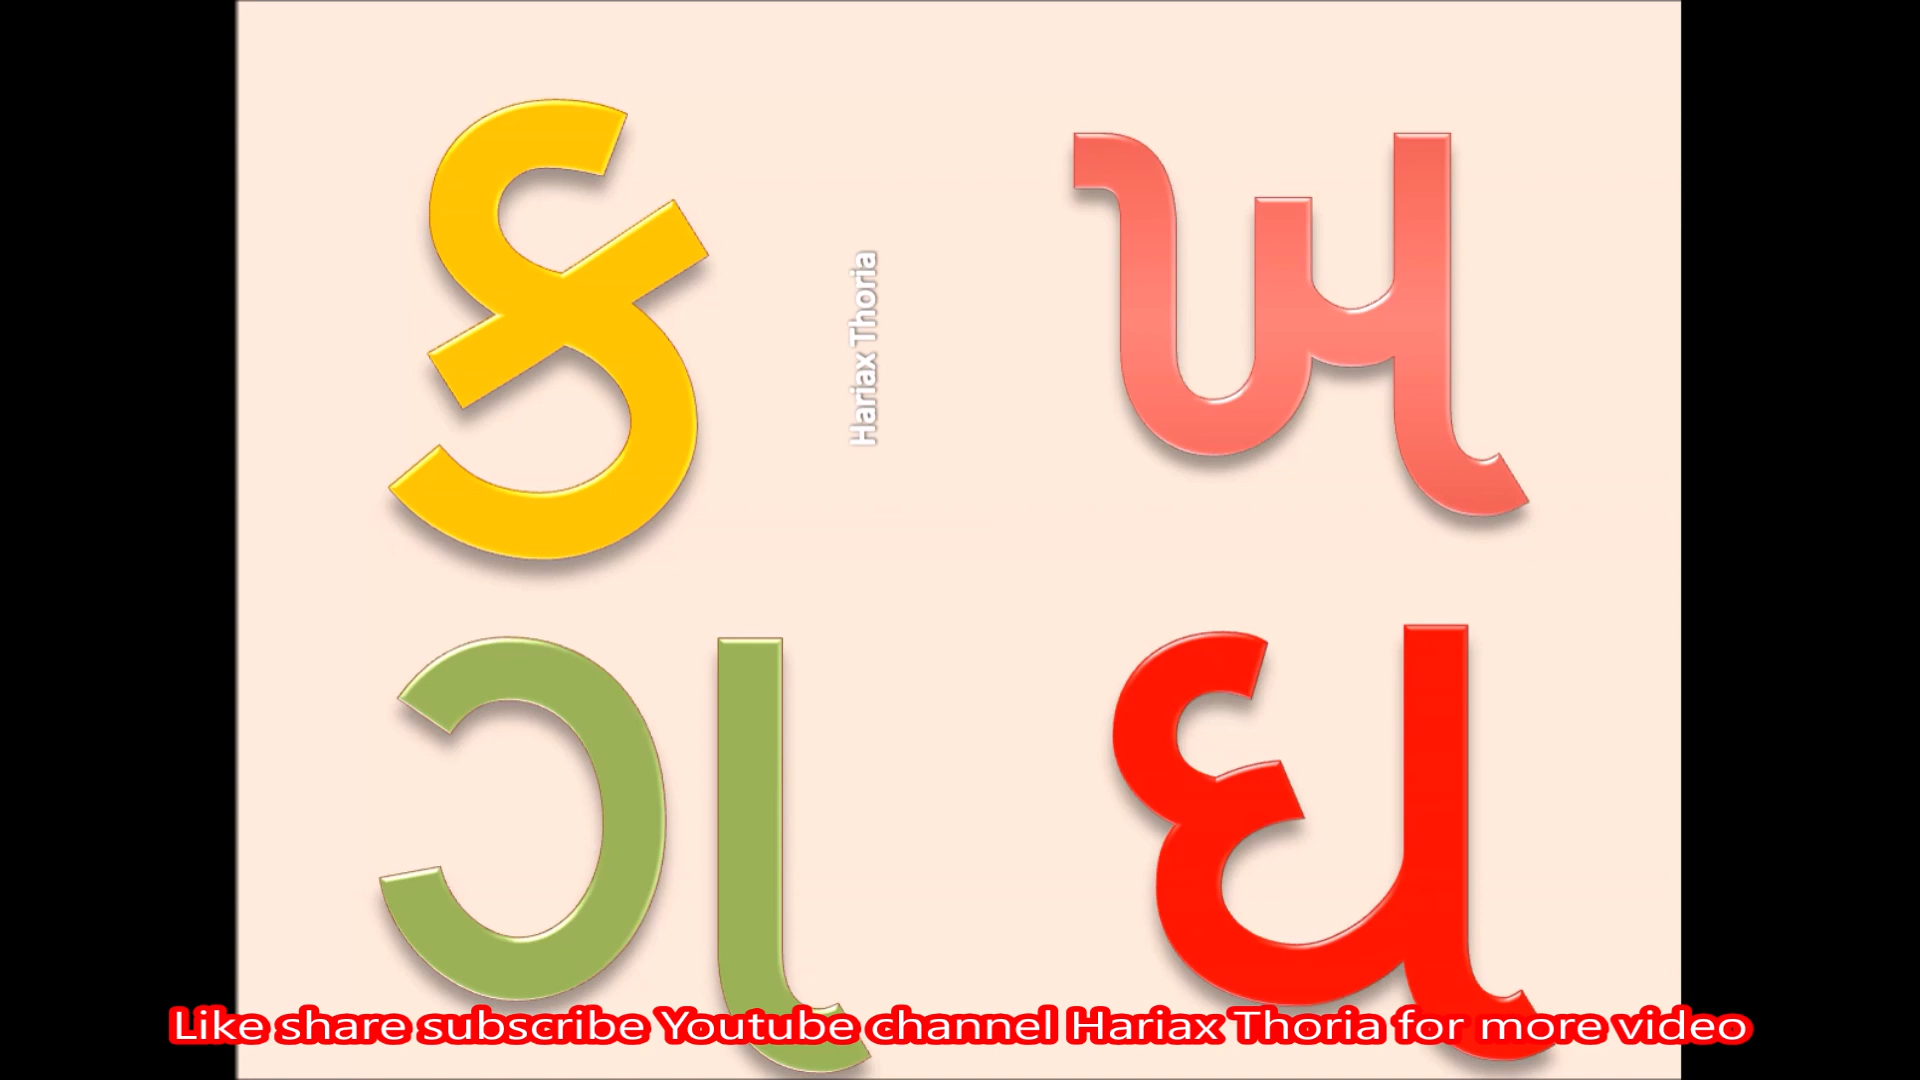 ક ખ
Hariax Thoria
ગ ઘ
Like share subscribe Youtube channel Hariax Thoria for more video